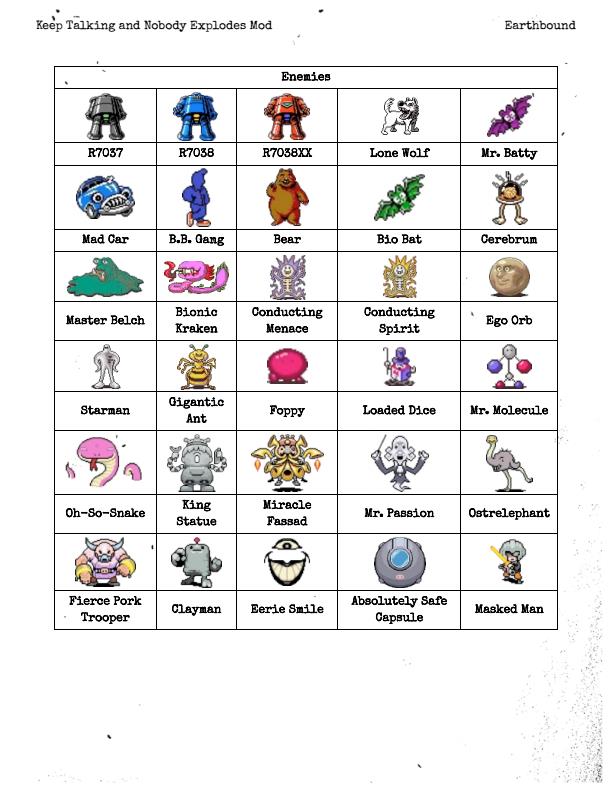 Keep Talking and Nobody Explodes Mod
Earthbound
Enemies
R7037
R7038
R7038XX
Lone Wolf
Mr. Batty
Mad Car
B.B. Gang
Bear
Bio Bat
Cerebrum
Master Belch
Bionic
Kraken
Conducting
Menace
Conducting
Spirit
Ego Orb
Starman
Gigantic
Ant
Foppy
Loaded Dice
Mr. Molecule
Oh-So-Snake
King
Statue
Miracle
Fassad
Mr. Passion
Ostrelephant
Fierce Pork
Trooper
Clayman
Eerie Smile
Absolutely Safe
Capsule
Masked Man